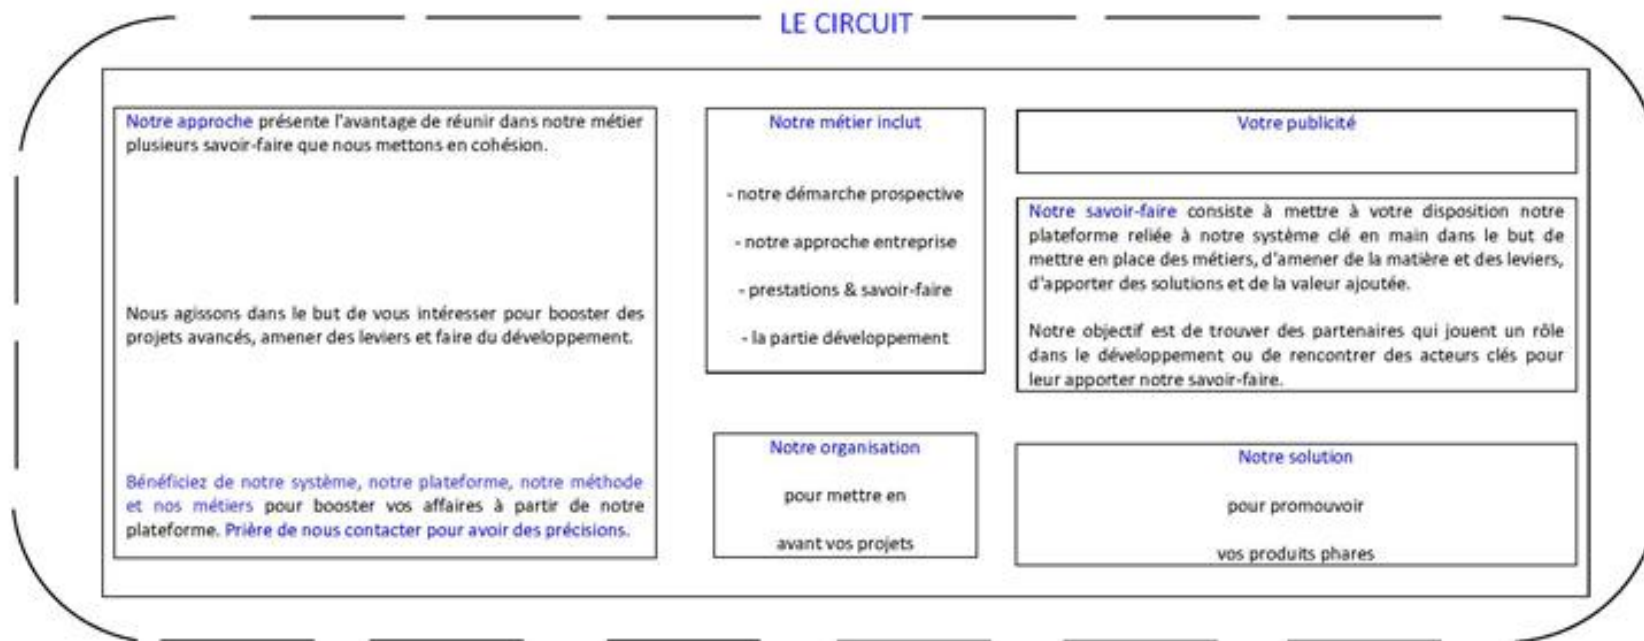 LE CIRCUIT
Notre approche présente l'avantage de réunir dans notre métier
plusieurs savoir-faire que nous mettons en cohésion.
Nous agissons dans le but de vous intéresser pour booster des
projets avancés, amener des leviers et faire du développement.
Bénéficiez de notre système, notre plateforme, notre méthode
et nos métiers pour booster vos affaires à partir de notre
plateforme. Prière de nous contacter pour avoir des précisions.
Notre métier inclut
- notre démarche prospective
- notre approche entreprise
- prestations & savoir-faire
- la partie développement
Notre organisation
pour mettre en
avant vos projets
Votre publicité
Notre savoir-faire consiste à mettre à votre disposition notre
plateforme reliée à notre système clé en main dans le but de
mettre en place des métiers, d'amener de la matière et des leviers,
d'apporter des solutions et de la valeur ajoutée.
Notre objectif est de trouver des partenaires qui jouent un rôle
dans le développement ou de rencontrer des acteurs clés pour
leur apporter notre savoir-faire.
Notre solution
pour promouvoir
vos produits phares